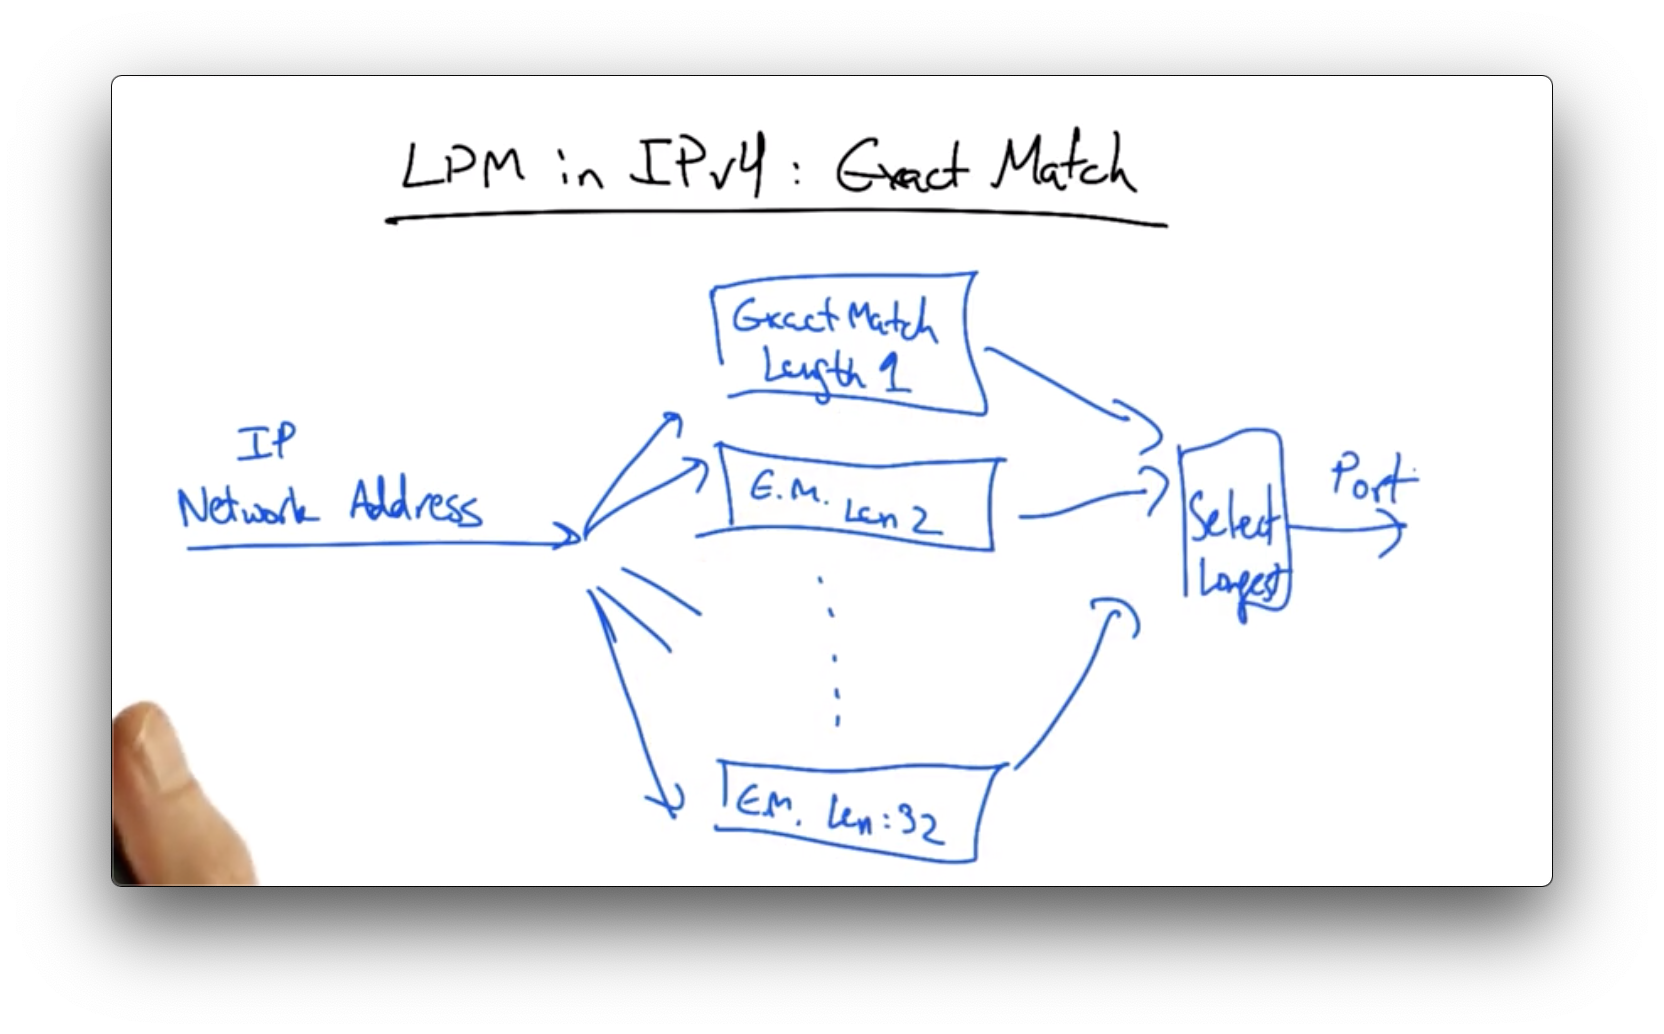 LPM in IPv4: Exact Match
Exact Match
Length 1
IP
Network Address
E.M.
Len 2
Select
Longest
Port
E.M. Len:32